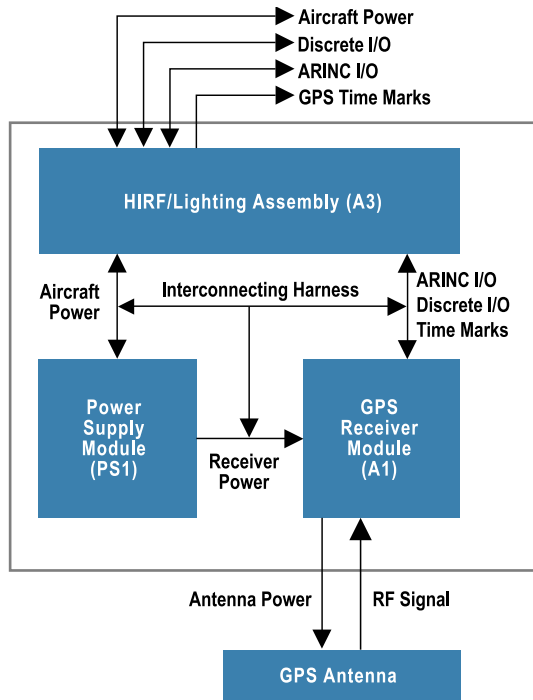 Aircraft Power
Discrete I/O
ARINC I/O
GPS Time Marks
HIRF/Lighting Assembly (A3)
Aircraft
Power
Interconnecting Harness
ARINC I/O
Discrete I/O
Time Marks
Power
Supply
Module
(PS1)
Receiver
Power
GPS
Receiver
Module
(A1)
Antenna Power
RF Signal
GPS Antenna